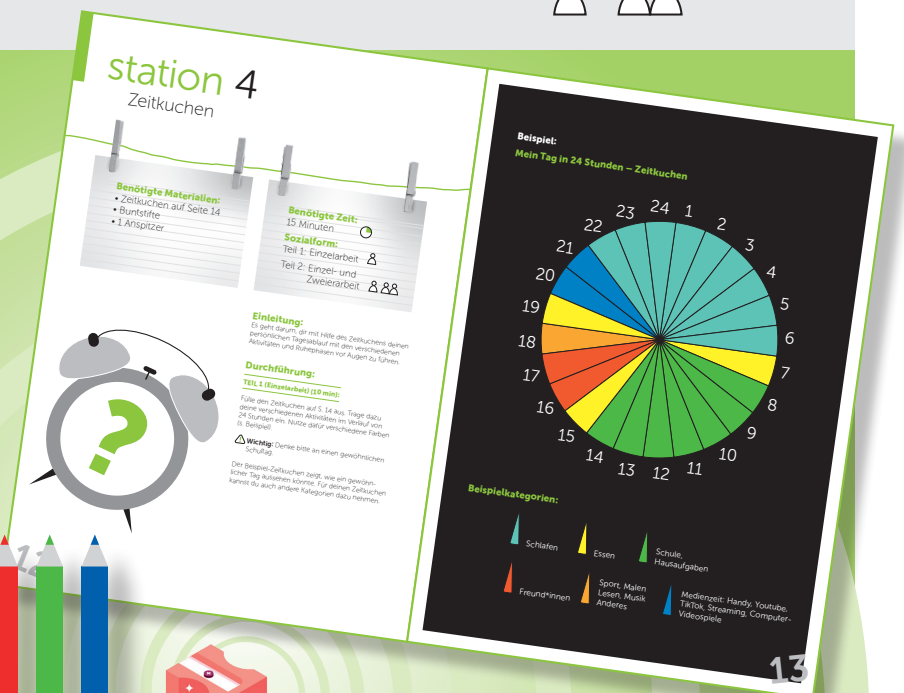 station 4
Zeitkuchen
Benötigte Materialien:
• Zeitkuchen auf Seite 14
• Buntstifte
• 1 Anspitzer
Benötigte Zeit:
15 Minuten
Sozialform:
Teil 1: Einzelarbeit
Teil 2: Einzel- und
Zweierarbeit
Einleitung:
Es geht darum, dir mit Hilfe des Zeitkuchens deinen
persönlichen Tagesablauf mit den verschiedenen
Aktivitäten und Ruhephasen vor Augen zu führen.
Durchführung:
TEIL 1 (Einzelarbeit) (10 min):
Fülle den Zeitkuchen auf S. 14 aus. Trage dazu
deine verschiedenen Aktivitäten im Verlauf von
24 Stunden ein. Nutze dafür verschiedene Farben
(s. Beispiel).
Wichtig: Denke bitte an einen gewöhnlichen
Schultag.
Der Beispiel-Zeitkuchen zeigt, wie ein gewöhn-
licher Tag aussehen könnte. Für deinen Zeitkuchen
kannst du auch andere Kategorien dazu nehmen.
?
12
Beispiel:
Mein Tag in 24 Stunden – Zeitkuchen
24
1
2
3
4
5
6
7
8
9
10
11
12
13
14
15
16
17
18
19
20
21
22
23
Beispielkategorien:
Schlafen
Essen
Schule,
Hausaufgaben
Freund*innen
Sport, Malen
Lesen, Musik
Anderes
Medienzeit: Handy, Youtube,
TikTok, Streaming, Computer-
Videospiele
13